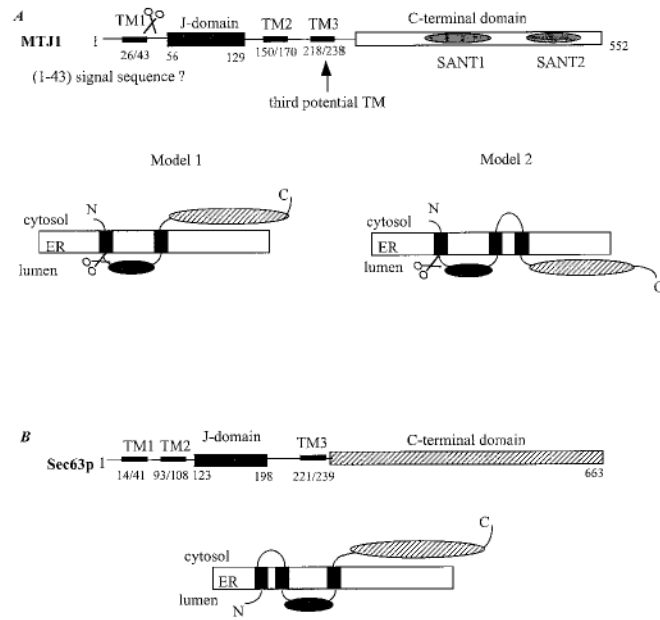 A
TM1 J-domain TM2 TM3 C-terminal domain
MTJ1 1 552
26/43 56 129 150/170 218/238
SANT1 SANT2
(1-43) signal sequence ?
third potential TM
Model 1 Model 2
N C N
cytosol cytosol
ER ER
lumen lumen
C
B
TM1 TM2 J-domain TM3 C-terminal domain
Sec63p 1
14/41 93/108 123 198 221/239 663
C
cytosol
ER
lumen
N